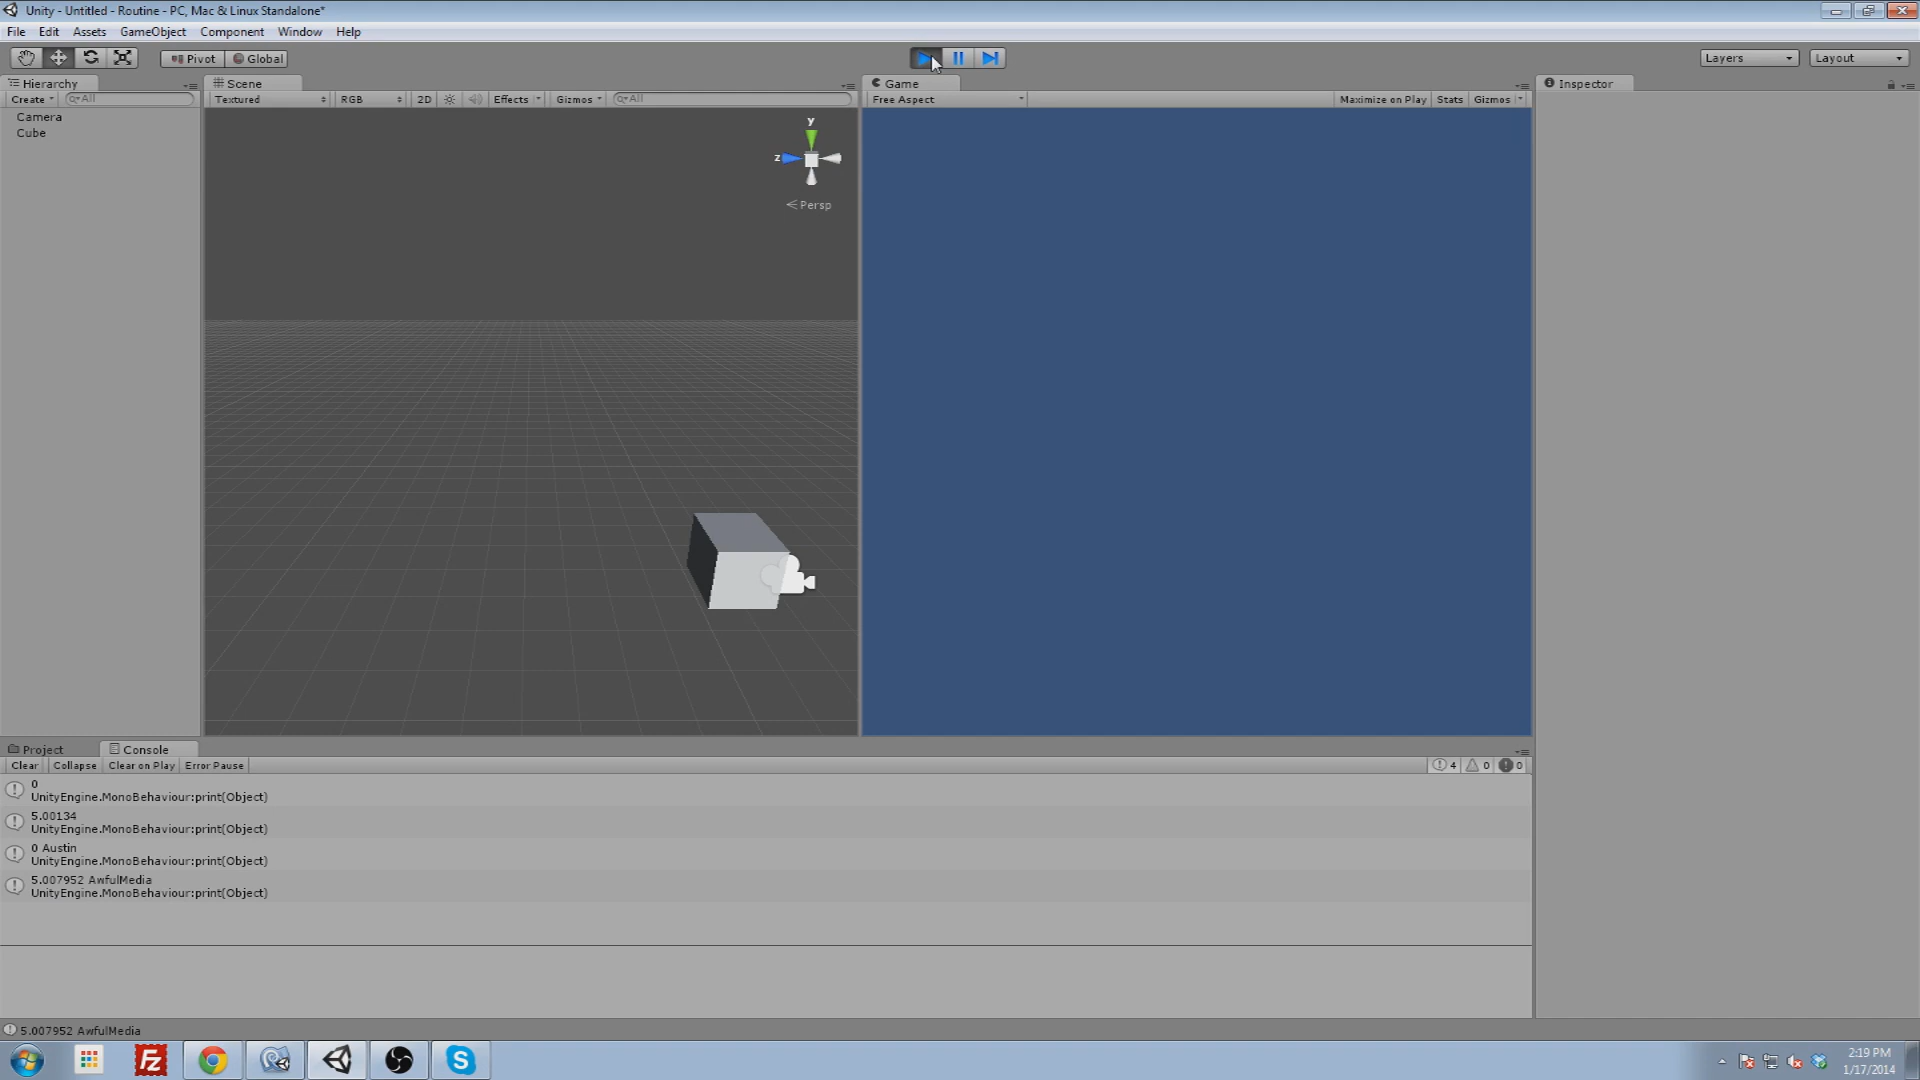 Unity - Untitled - Routine - PC, Mac & Linux Standalone*
File Edit Assets GameObject Component Window Help
Pivot Global Layers Layout
Hierarchy Scene Game Inspector
Create All Textured RGB 2D Effects Gizmos All Free Aspect Maximize on Play Stats Gizmos
Camera
Cube
y
z
Persp
Project Console
Clear Collapse Clear on Play Error Pause 4 0 0
0
UnityEngine.MonoBehaviour:print(Object)
5.00134
UnityEngine.MonoBehaviour:print(Object)
0 Austin
UnityEngine.MonoBehaviour:print(Object)
5.007952 AwfulMedia
UnityEngine.MonoBehaviour:print(Object)
5.007952 AwfulMedia
Fz
S
2:19 PM
1/17/2014